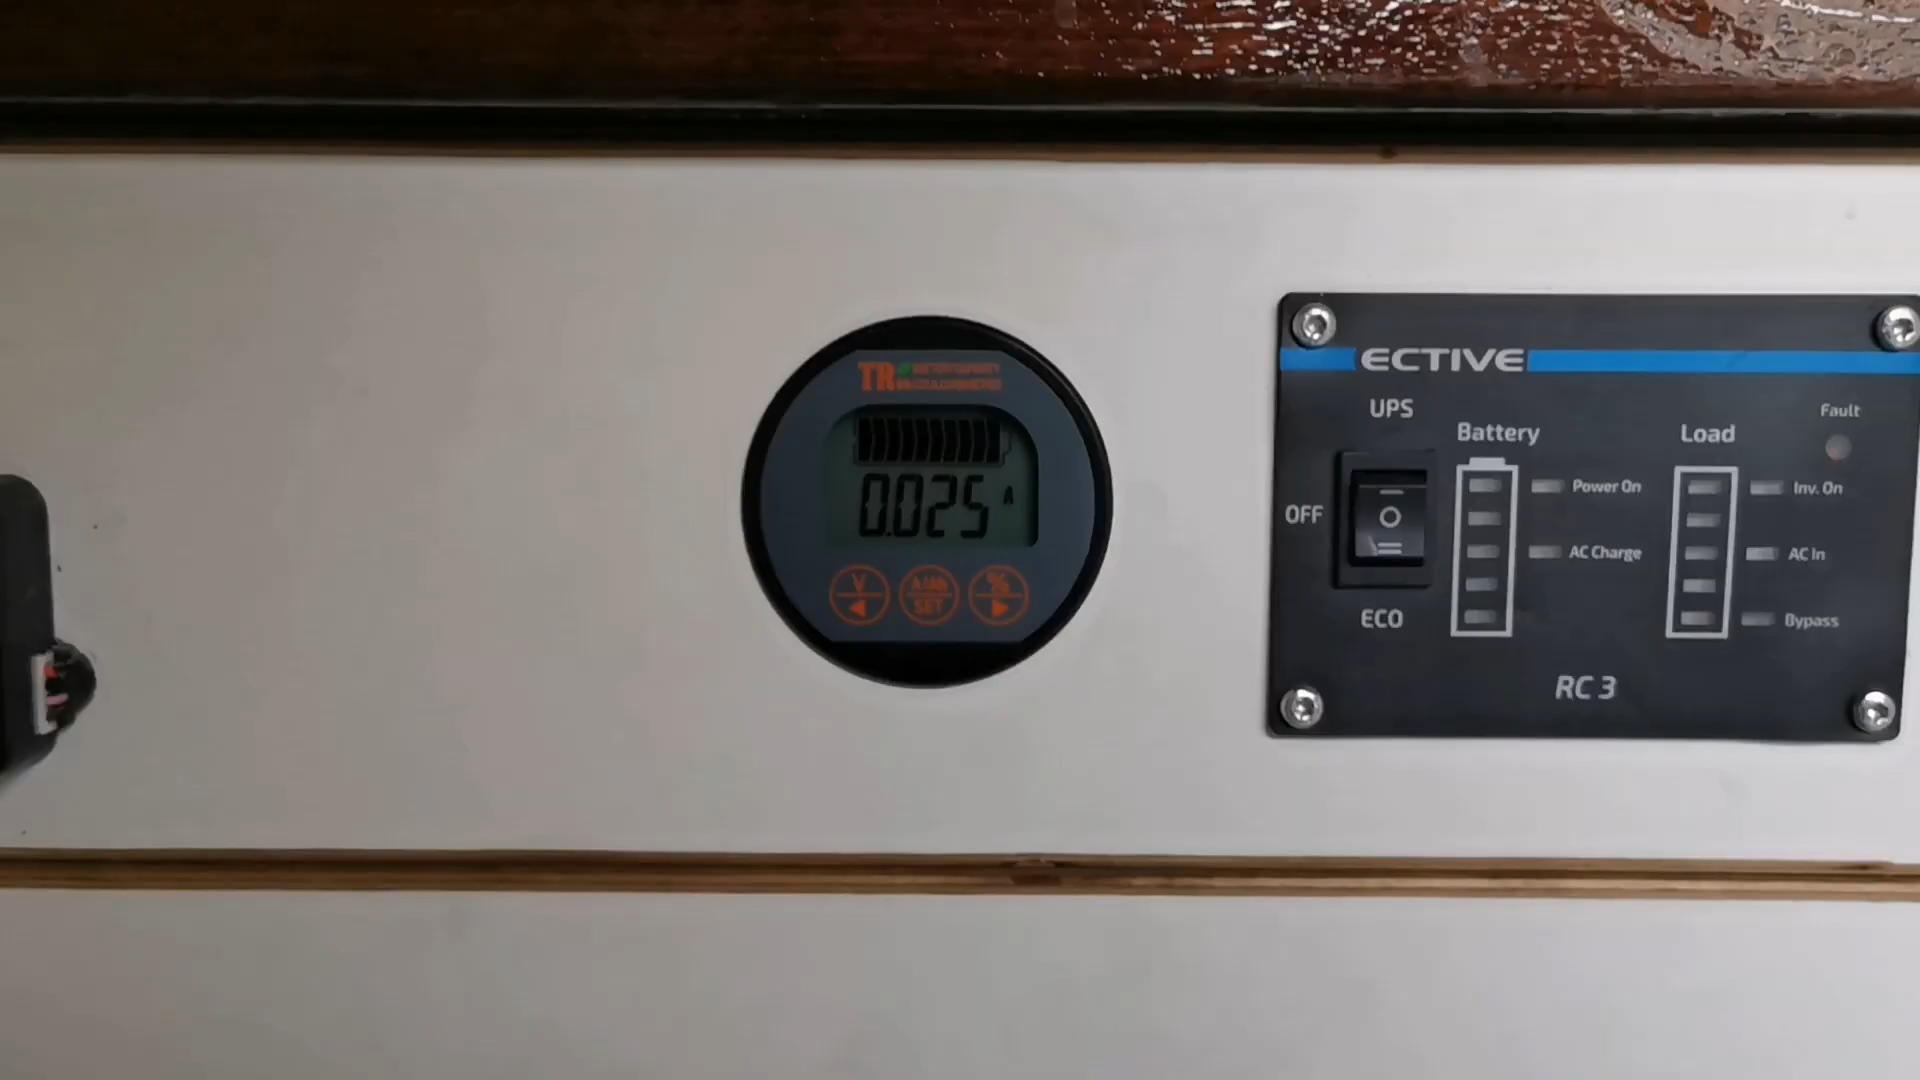 TR
0.025 A
V
A/Ah
SET
%
ECTIVE
UPS
Battery
Load
Fault
Power On
Inv. On
OFF
AC Charge
AC In
ECO
Bypass
RC 3